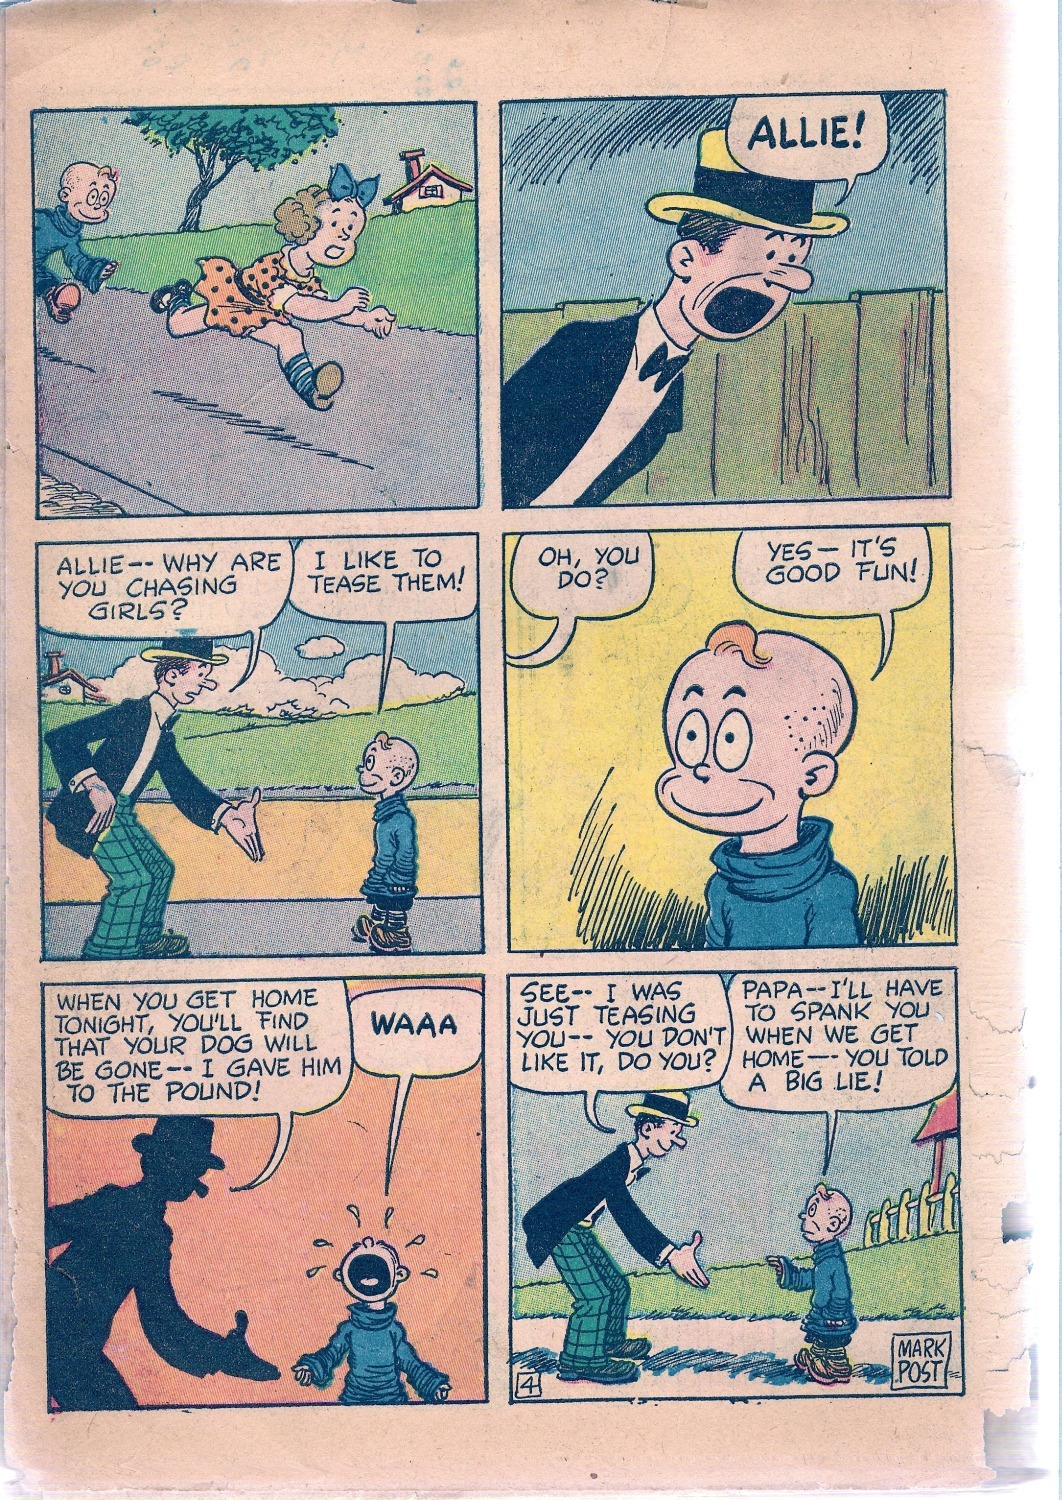 ALLIE!
ALLIE-- WHY ARE
YOU CHASING
GIRLS?
I LIKE TO
TEASE THEM!
OH, YOU
DO?
YES— IT'S
GOOD FUN!
WHEN YOU GET HOME
TONIGHT, YOU'LL FIND
THAT YOUR DOG WILL
BE GONE-- I GAVE HIM
TO THE POUND!
WAAA
SEE-- I WAS
JUST TEASING
YOU-- YOU DON'T
LIKE IT, DO YOU?
PAPA--I'LL HAVE
TO SPANK YOU
WHEN WE GET
HOME—-YOU TOLD
A BIG LIE!
4
MARK
POST